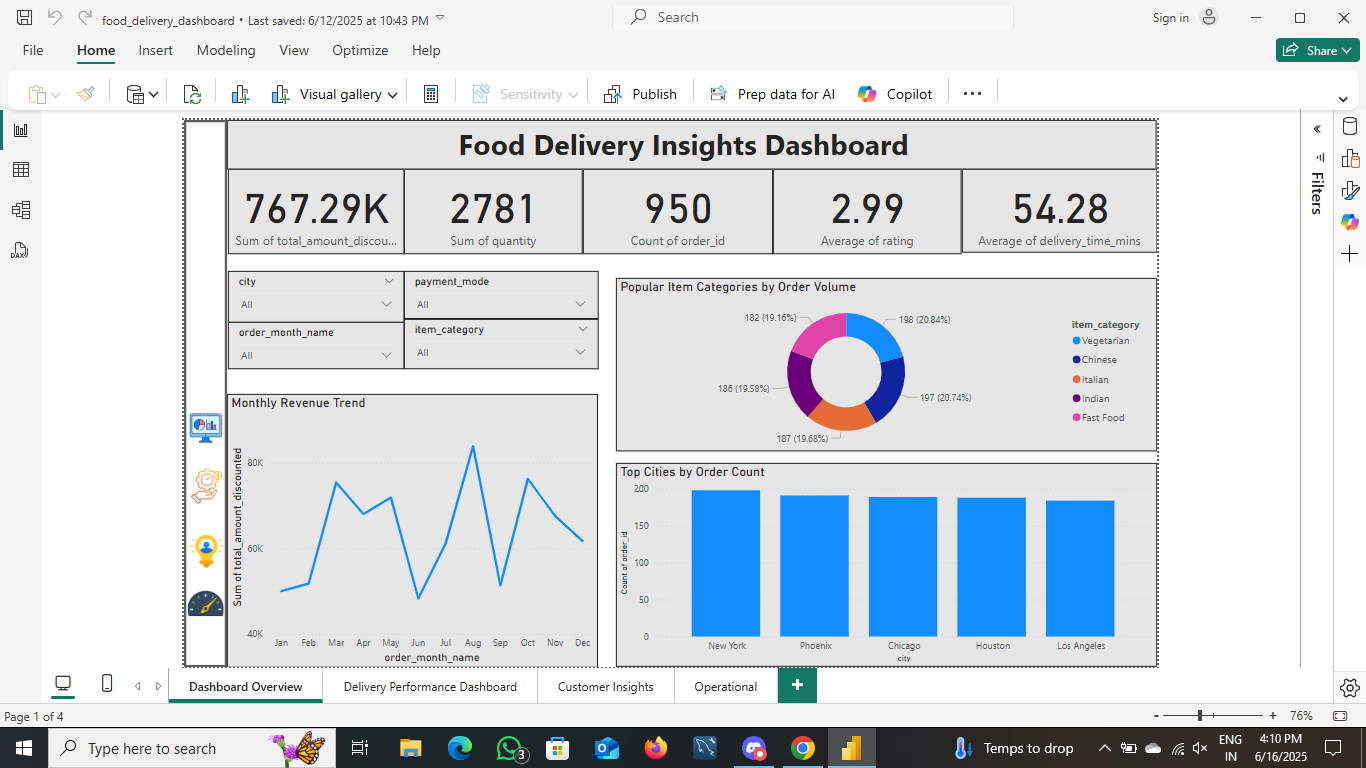 food_delivery_dashboard • Last saved: 6/12/2025 at 10:43 PM
Search
Sign in
File Home Insert Modeling View Optimize Help
Share
Visual gallery
Sensitivity
Publish
Prep data for AI
Copilot
Food Delivery Insights Dashboard
767.29K
Sum of total_amount_discou...
2781
Sum of quantity
950
Count of order_id
2.99
Average of rating
54.28
Average of delivery_time_mins
city
All
payment_mode
All
order_month_name
All
item_category
All
Popular Item Categories by Order Volume
182 (19.16%)
198 (20.84%)
186 (19.58%)
197 (20.74%)
187 (19.68%)
item_category
Vegetarian
Chinese
Italian
Indian
Fast Food
Monthly Revenue Trend
Sum of total_amount_discounted
80K
60K
40K
Jan Feb Mar Apr May Jun Jul Aug Sep Oct Nov Dec
order_month_name
Top Cities by Order Count
Count of order_id
200
150
100
50
0
New York Phoenix Chicago Houston Los Angeles
city
Filters
DAX
Dashboard Overview
Delivery Performance Dashboard
Customer Insights
Operational
Page 1 of 4
76%
Type here to search
3
Temps to drop
ENG
IN
4:10 PM
6/16/2025